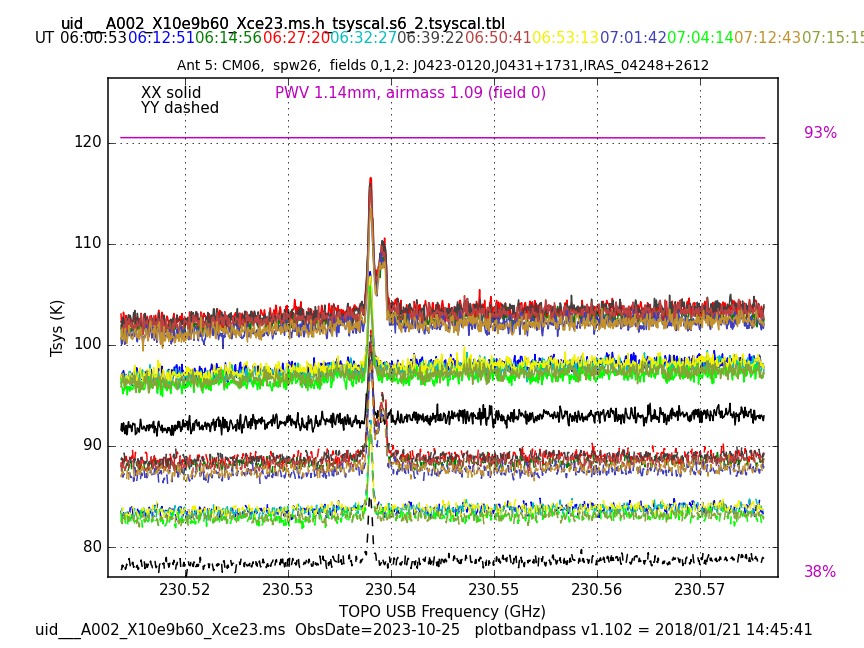 uid___A002_X10e9b60_Xce23.ms.h_tsyscal.s6_2.tsyscal.tbl
UT 06:00:53 06:12:51 06:14:56 06:27:20 06:32:27 06:39:22 06:50:41 06:53:13 07:01:42 07:04:14 07:12:43 07:15:15
Ant 5: CM06,  spw26,  fields 0,1,2: J0423-0120,J0431+1731,IRAS_04248+2612
XX solid PWV 1.14mm, airmass 1.09 (field 0)
YY dashed
93%
120
110
100
90
80
38%
Tsys (K)
230.52 230.53 230.54 230.55 230.56 230.57
TOPO USB Frequency (GHz)
uid___A002_X10e9b60_Xce23.ms  ObsDate=2023-10-25   plotbandpass v1.102 = 2018/01/21 14:45:41